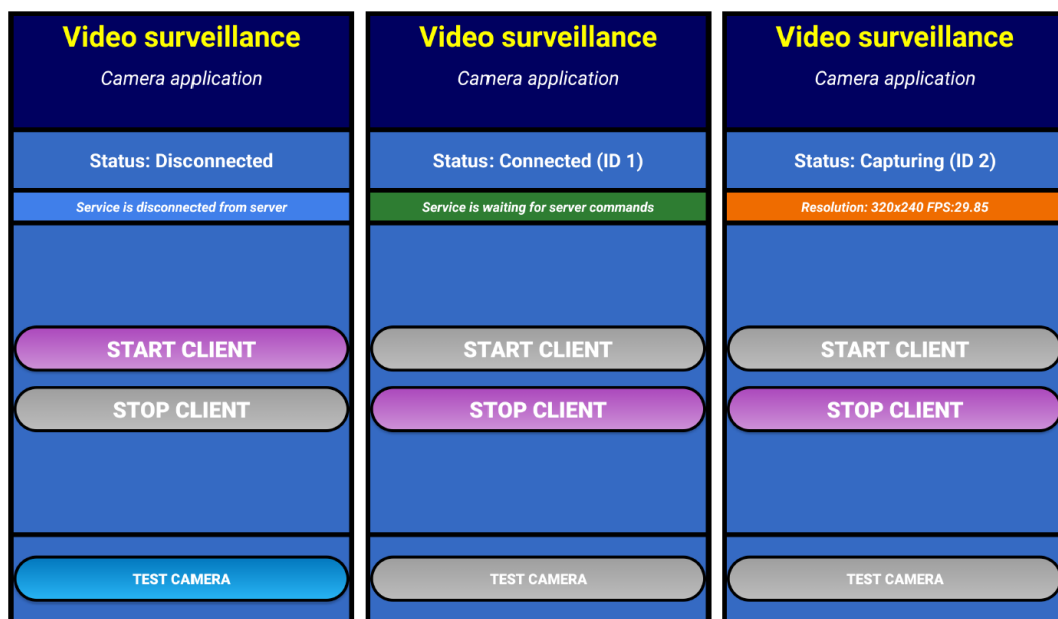 Video surveillance
Camera application
Status: Disconnected
Service is disconnected from server
START CLIENT
STOP CLIENT
TEST CAMERA
Video surveillance
Camera application
Status: Connected (ID 1)
Service is waiting for server commands
START CLIENT
STOP CLIENT
TEST CAMERA
Video surveillance
Camera application
Status: Capturing (ID 2)
Resolution: 320x240 FPS:29.85
START CLIENT
STOP CLIENT
TEST CAMERA